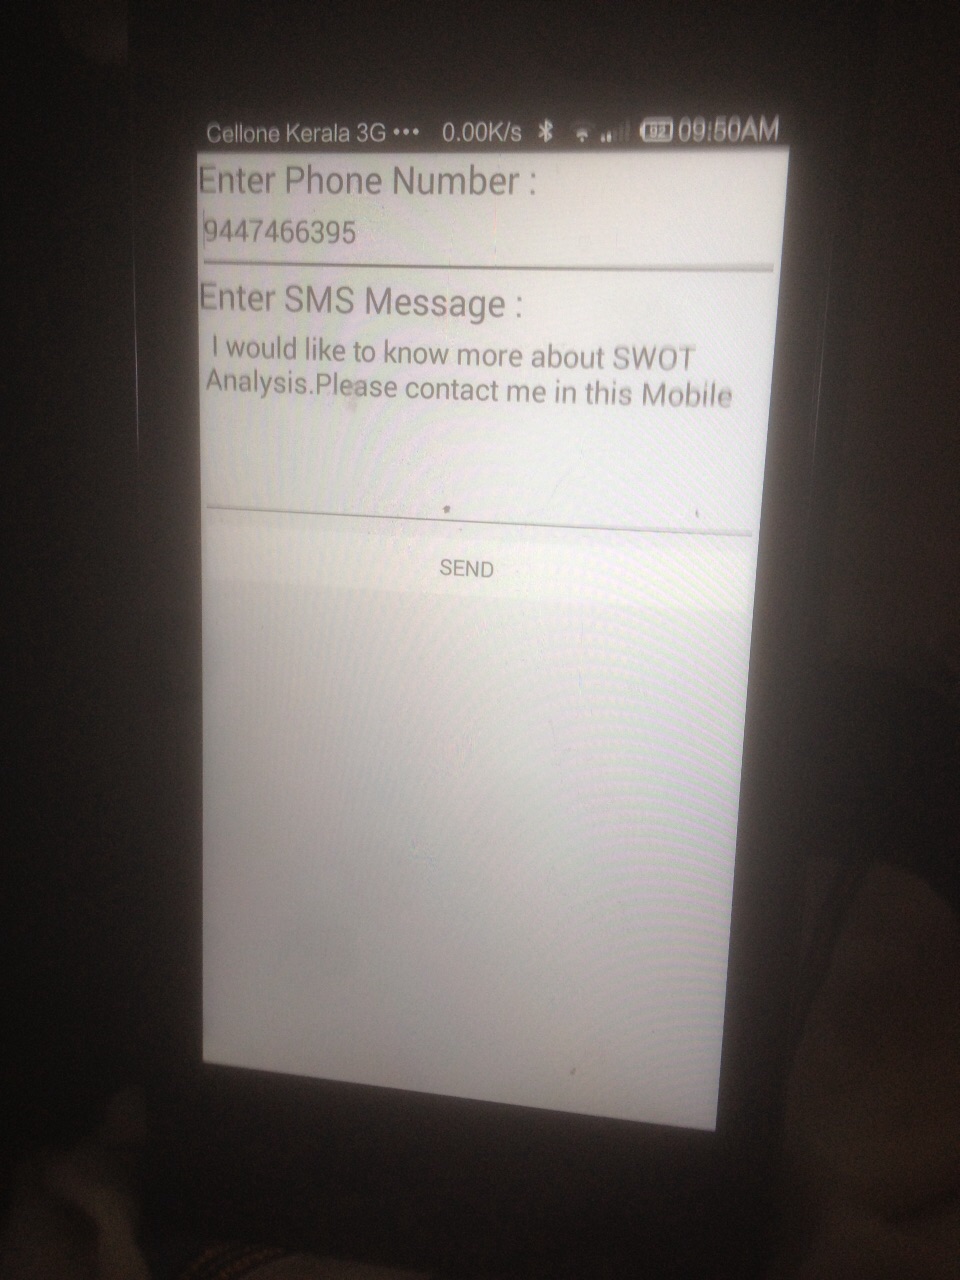 Cellone Kerala 3G ••• 0.00K/s 92 09:50AM
Enter Phone Number :
9447466395
Enter SMS Message :
I would like to know more about SWOT
Analysis.Please contact me in this Mobile
SEND